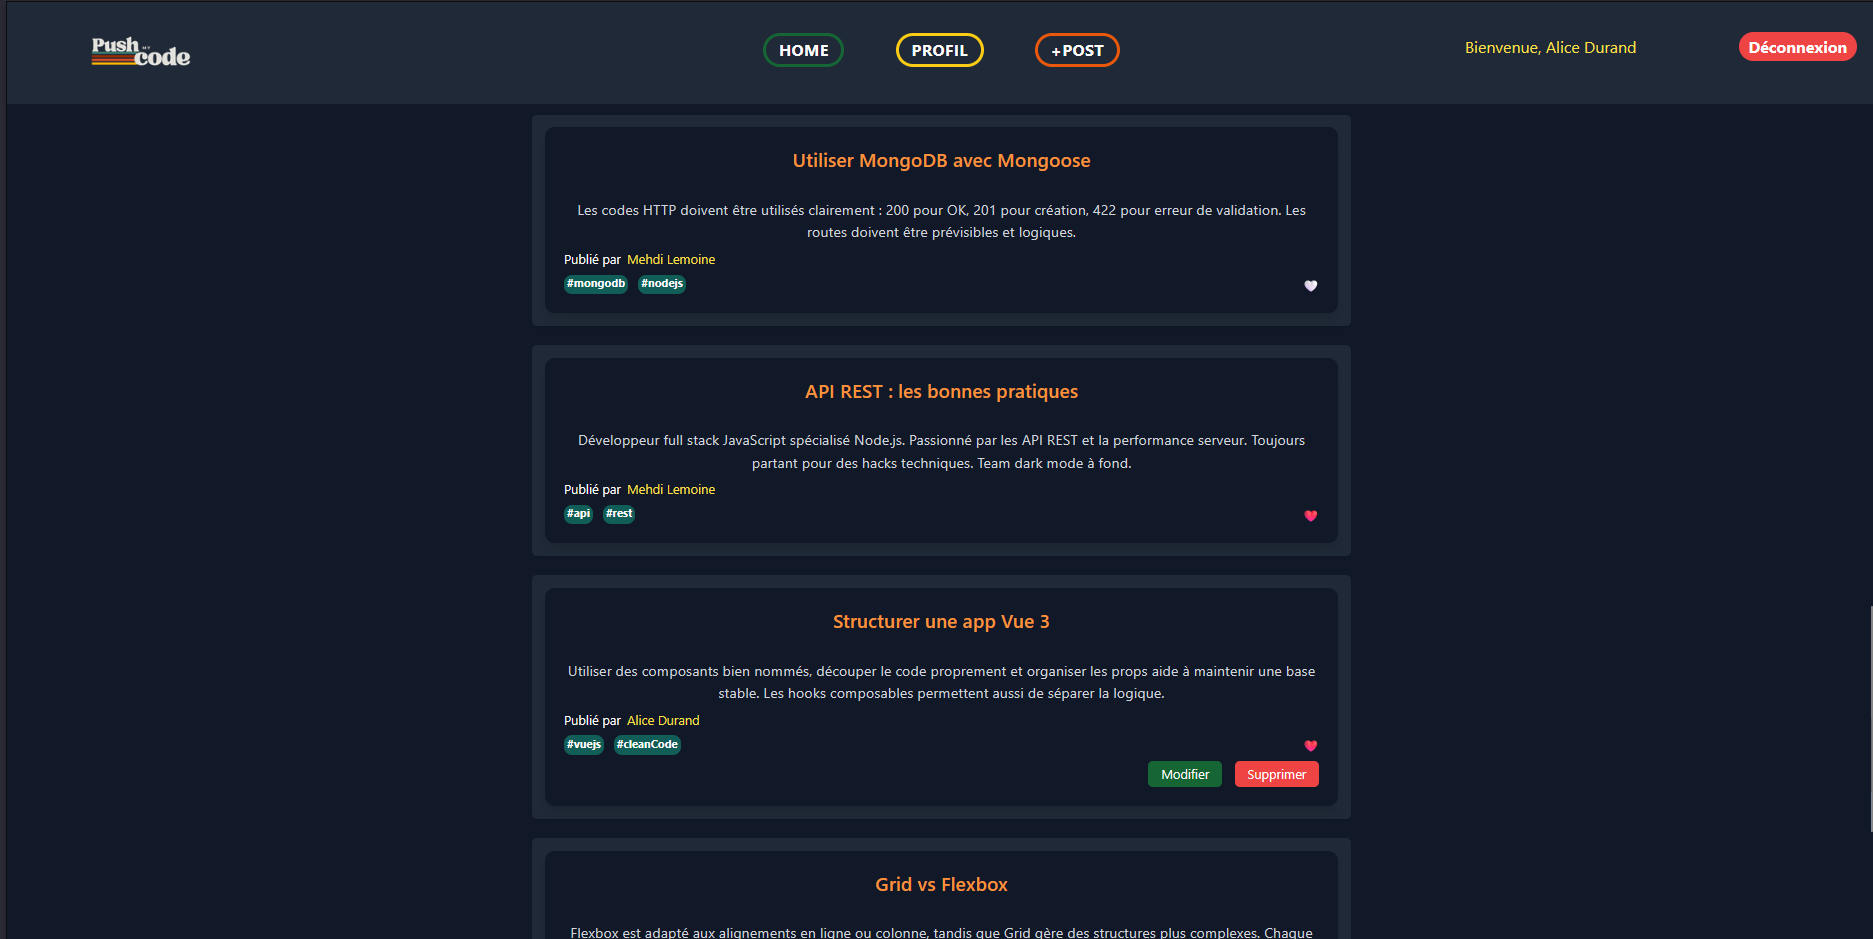 Push MY code
HOME
PROFIL
+POST
Bienvenue, Alice Durand
Déconnexion
Utiliser MongoDB avec Mongoose
Les codes HTTP doivent être utilisés clairement : 200 pour OK, 201 pour création, 422 pour erreur de validation. Les
routes doivent être prévisibles et logiques.
Publié par Mehdi Lemoine
#mongodb #nodejs
API REST : les bonnes pratiques
Développeur full stack JavaScript spécialisé Node.js. Passionné par les API REST et la performance serveur. Toujours
partant pour des hacks techniques. Team dark mode à fond.
Publié par Mehdi Lemoine
#api #rest
Structurer une app Vue 3
Utiliser des composants bien nommés, découper le code proprement et organiser les props aide à maintenir une base
stable. Les hooks composables permettent aussi de séparer la logique.
Publié par Alice Durand
#vuejs #cleanCode
Modifier Supprimer
Grid vs Flexbox
Flexbox est adapté aux alignements en ligne ou colonne, tandis que Grid gère des structures plus complexes. Chaque